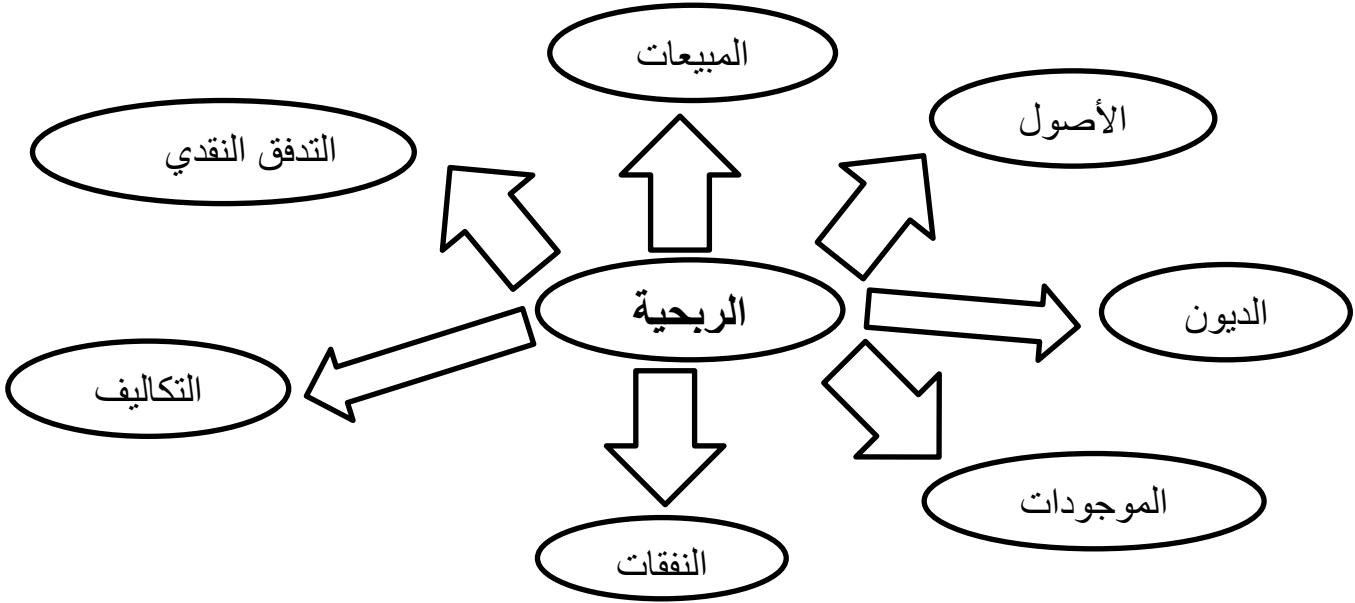 المبيعات
الأصول
التدفق النقدي
الربحية
الديون
التكاليف
الموجودات
النفقات